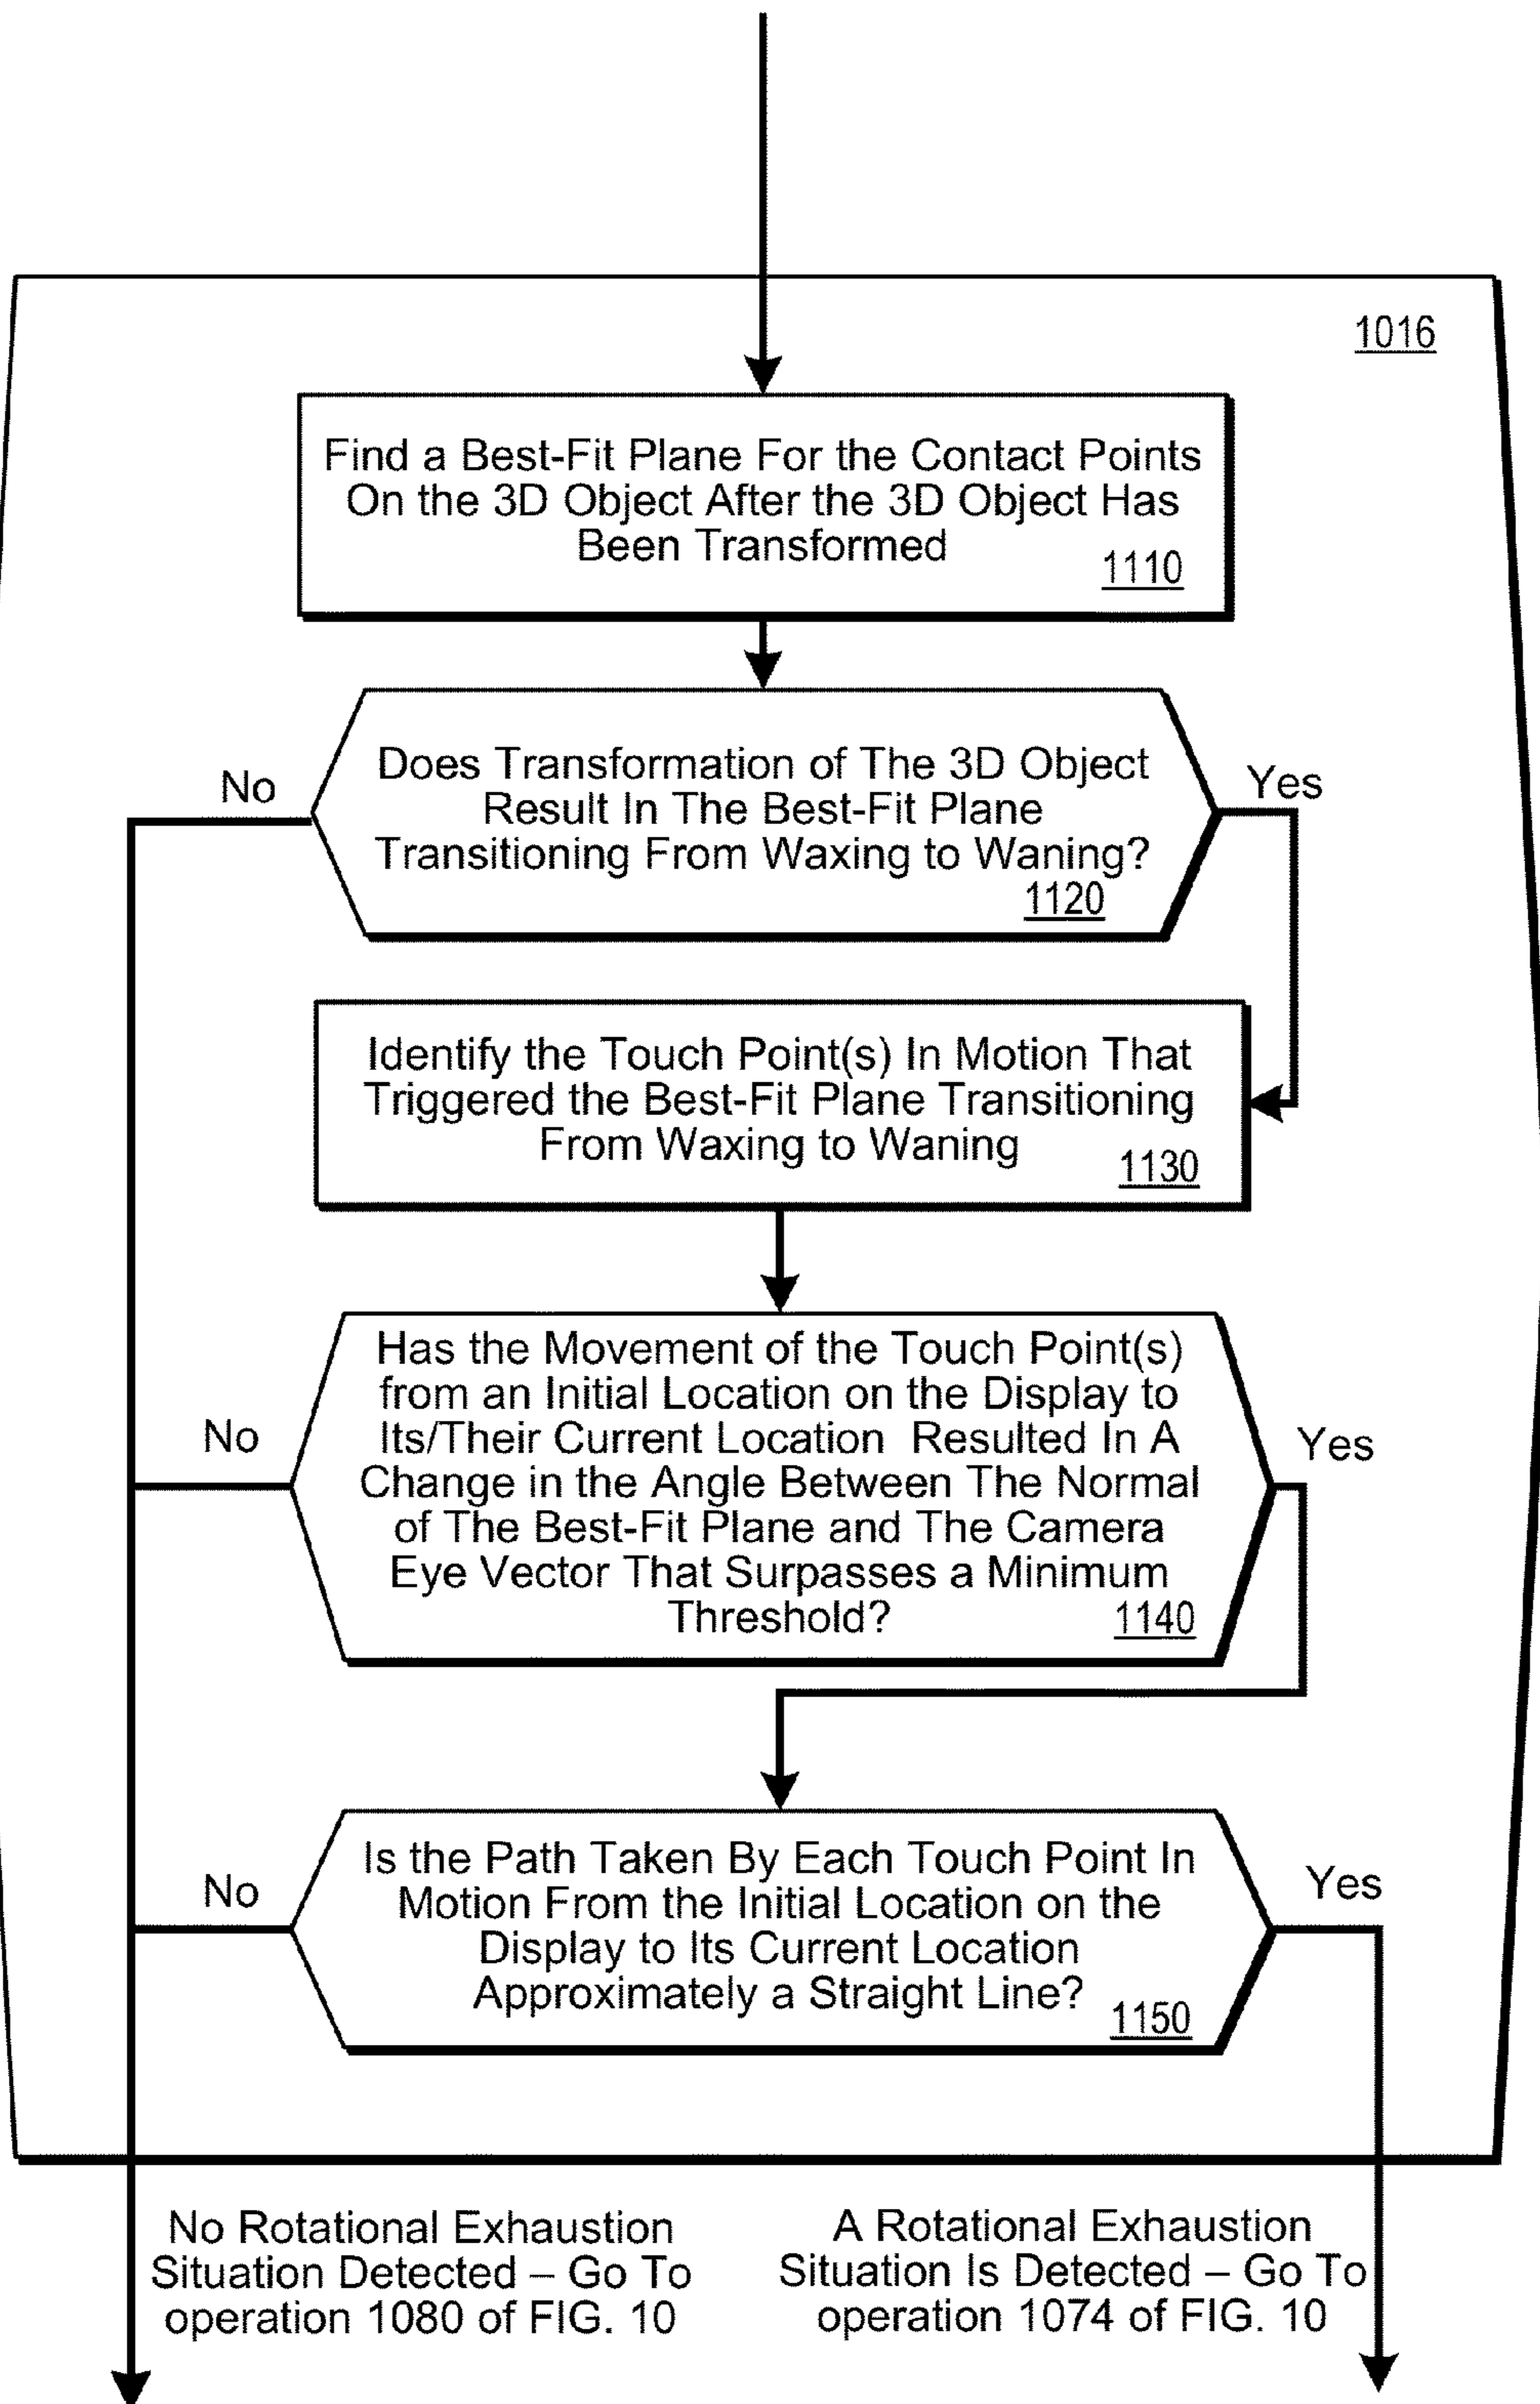 1016
Find a Best-Fit Plane For the Contact Points
On the 3D Object After the 3D Object Has
Been Transformed
1110
Does Transformation of The 3D Object
Result In The Best-Fit Plane
Transitioning From Waxing to Waning?
1120
No
Yes
Identify the Touch Point(s) In Motion That
Triggered the Best-Fit Plane Transitioning
From Waxing to Waning
1130
Has the Movement of the Touch Point(s)
from an Initial Location on the Display to
Its/Their Current Location Resulted In A
Change in the Angle Between The Normal
of The Best-Fit Plane and The Camera
Eye Vector That Surpasses a Minimum
Threshold?
1140
No
Yes
Is the Path Taken By Each Touch Point In
Motion From the Initial Location on the
Display to Its Current Location
Approximately a Straight Line?
1150
No
Yes
No Rotational Exhaustion
Situation Detected – Go To
operation 1080 of FIG. 10
A Rotational Exhaustion
Situation Is Detected – Go To
operation 1074 of FIG. 10